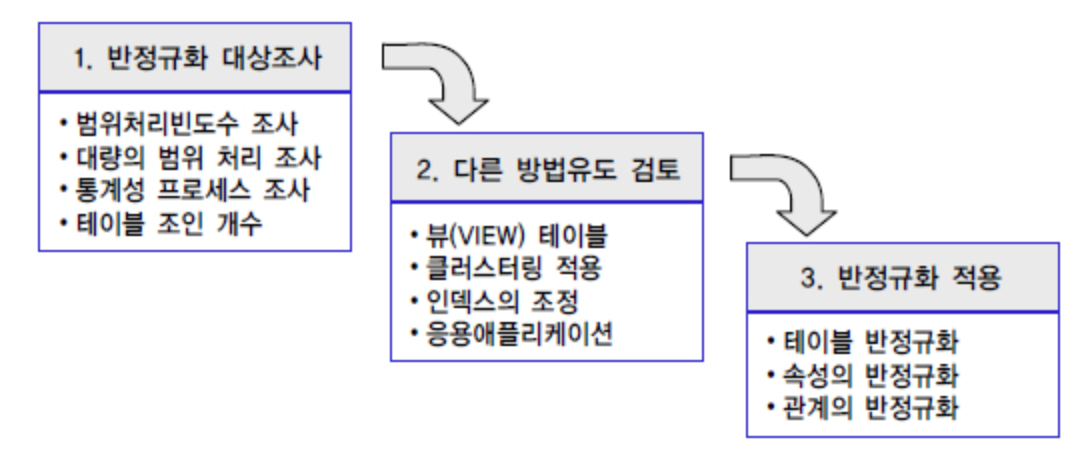 1. 반정규화 대상조사
• 범위처리빈도수 조사
• 대량의 범위 처리 조사
• 통계성 프로세스 조사
• 테이블 조인 개수
2. 다른 방법유도 검토
• 뷰(VIEW) 테이블
• 클러스터링 적용
• 인덱스의 조정
• 응용애플리케이션
3. 반정규화 적용
• 테이블 반정규화
• 속성의 반정규화
• 관계의 반정규화